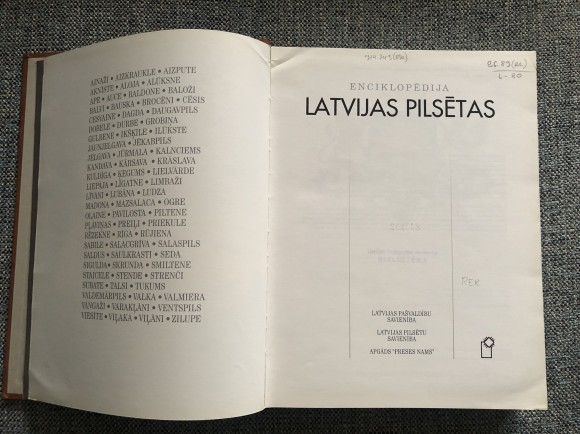 AINAŽI • AIZKRAUKLE • AIZPUTE
AKNĪSTE • ALOJA • ALŪKSNE
APE • AUCE • BALDONE • BALOŽI
BALVI • BAUSKA • BROCĒNI • CĒSIS
CESVAINE • DAGDA • DAUGAVPILS
DOBELE • DURBE • GROBIŅA
GULBENE • IKŠĶILE • ILŪKSTE
JAUNJELGAVA • JĒKABPILS
JELGAVA • JŪRMALA • KALNCIEMS
KANDAVA • KĀRSAVA • KRĀSLAVA
KULDĪGA • ĶEGUMS • LIELVĀRDE
LIEPĀJA • LĪGATNE • LIMBAŽI
LĪVĀNI • LUBĀNA • LUDZA
MADONA • MAZSALACA • OGRE
OLAINE • PĀVILOSTA • PILTENE
PĻAVIŅAS • PREIĻI • PRIEKULE
RĒZEKNE • RĪGA • RŪJIENA
SABILE • SALACGRĪVA • SALASPILS
SALDUS • SAULKRASTI • SEDA
SIGULDA • SKRUNDA • SMILTENE
STAICELE • STENDE • STRENČI
SUBATE • TALSI • TUKUMS
VALDEMĀRPILS • VALKA • VALMIERA
VANGAŽI • VARAKĻĀNI • VENTSPILS
VIESĪTE • VIĻAKA • VIĻĀNI • ZILUPE
ENCIKLOPĒDIJA
LATVIJAS PILSĒTAS
REK
LATVIJAS PAŠVALDĪBU
SAVIENĪBA
LATVIJAS PILSĒTU
SAVIENĪBA
APGĀDS "PRESES NAMS"